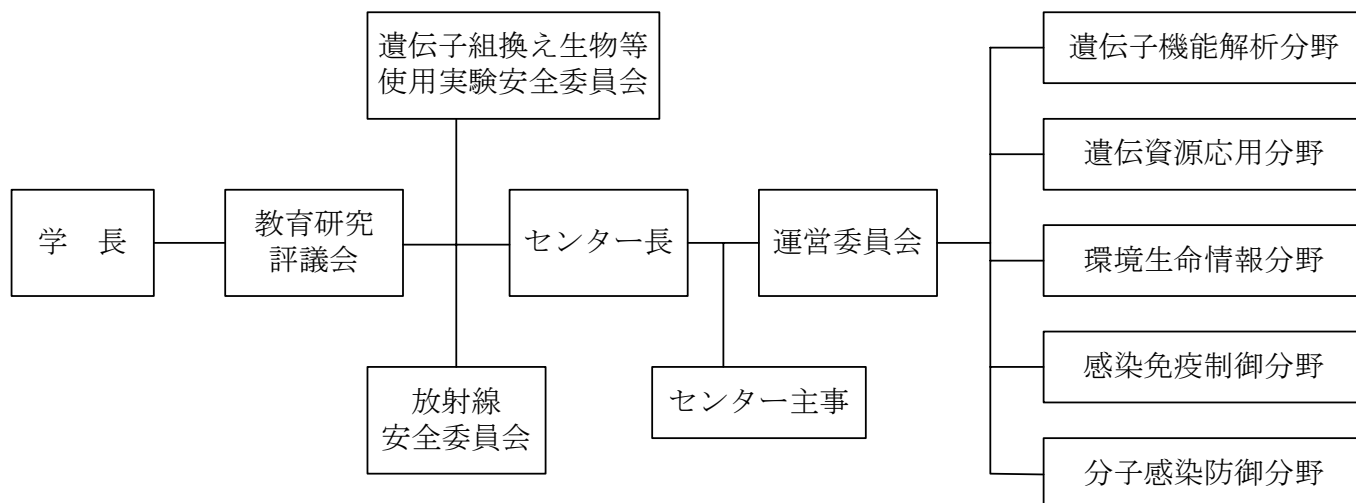 遺伝子組換え生物等
使用実験安全委員会
学　長
教育研究
評議会
センター長
運営委員会
放射線
安全委員会
センター主事
遺伝子機能解析分野
遺伝資源応用分野
環境生命情報分野
感染免疫制御分野
分子感染防御分野